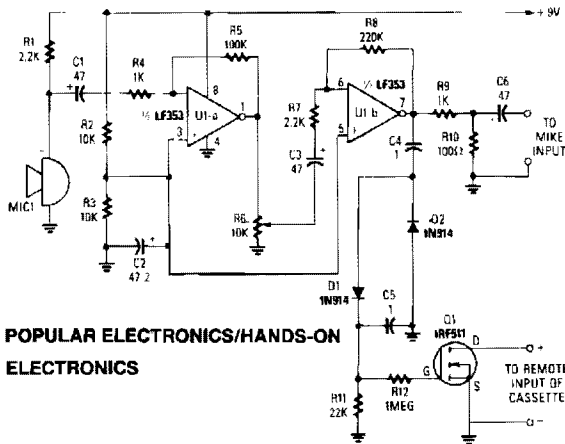 +9V
R1
2.2K
C1
47
R4
1K
R5
100K
R8
220K
½ LF353
U1-a
8
1
3
4
R2
10K
R3
10K
C2
47.2
MIC1
R6
10K
R7
2.2K
C3
47
½ LF353
U1 b
6
7
5
C4
1
R9
1K
R10
100Ω
C6
47
TO
MIKE
INPUT
D2
1N914
D1
1N914
C5
1
R11
22K
R12
1MEG
Q1
IRF511
D
G
S
TO REMOTE
INPUT OF
CASSETTE
POPULAR ELECTRONICS/HANDS-ON
ELECTRONICS